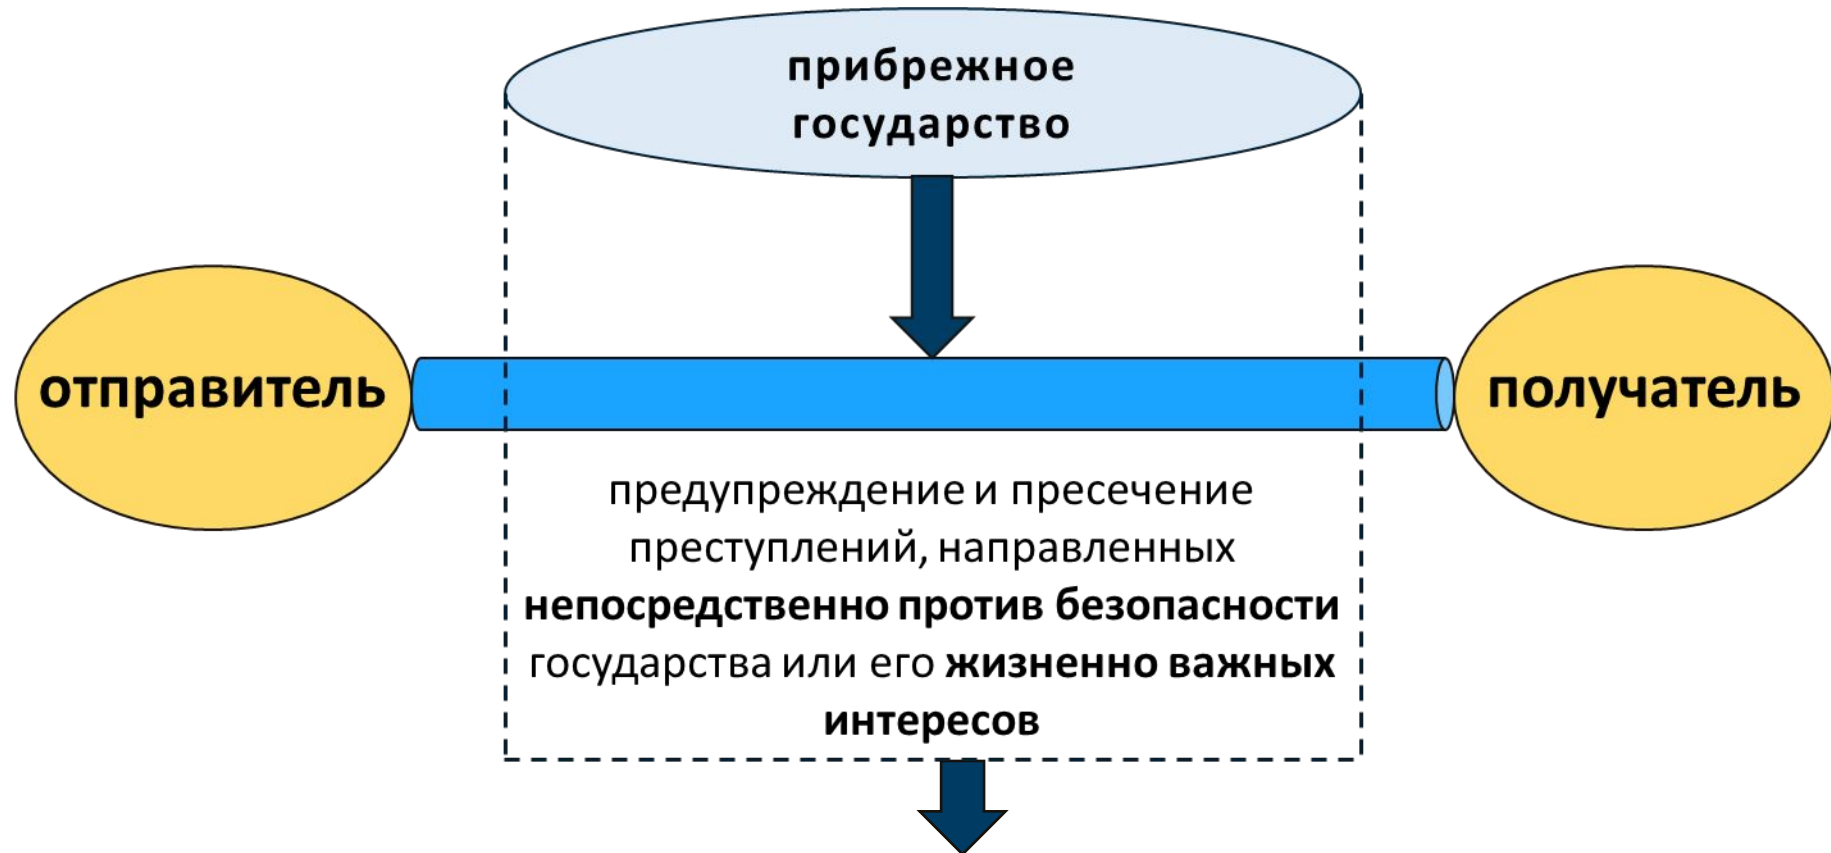 прибрежное
государство
отправитель
получатель
предупреждение и пресечение
преступлений, направленных
непосредственно против безопасности
государства или его жизненно важных
интересов